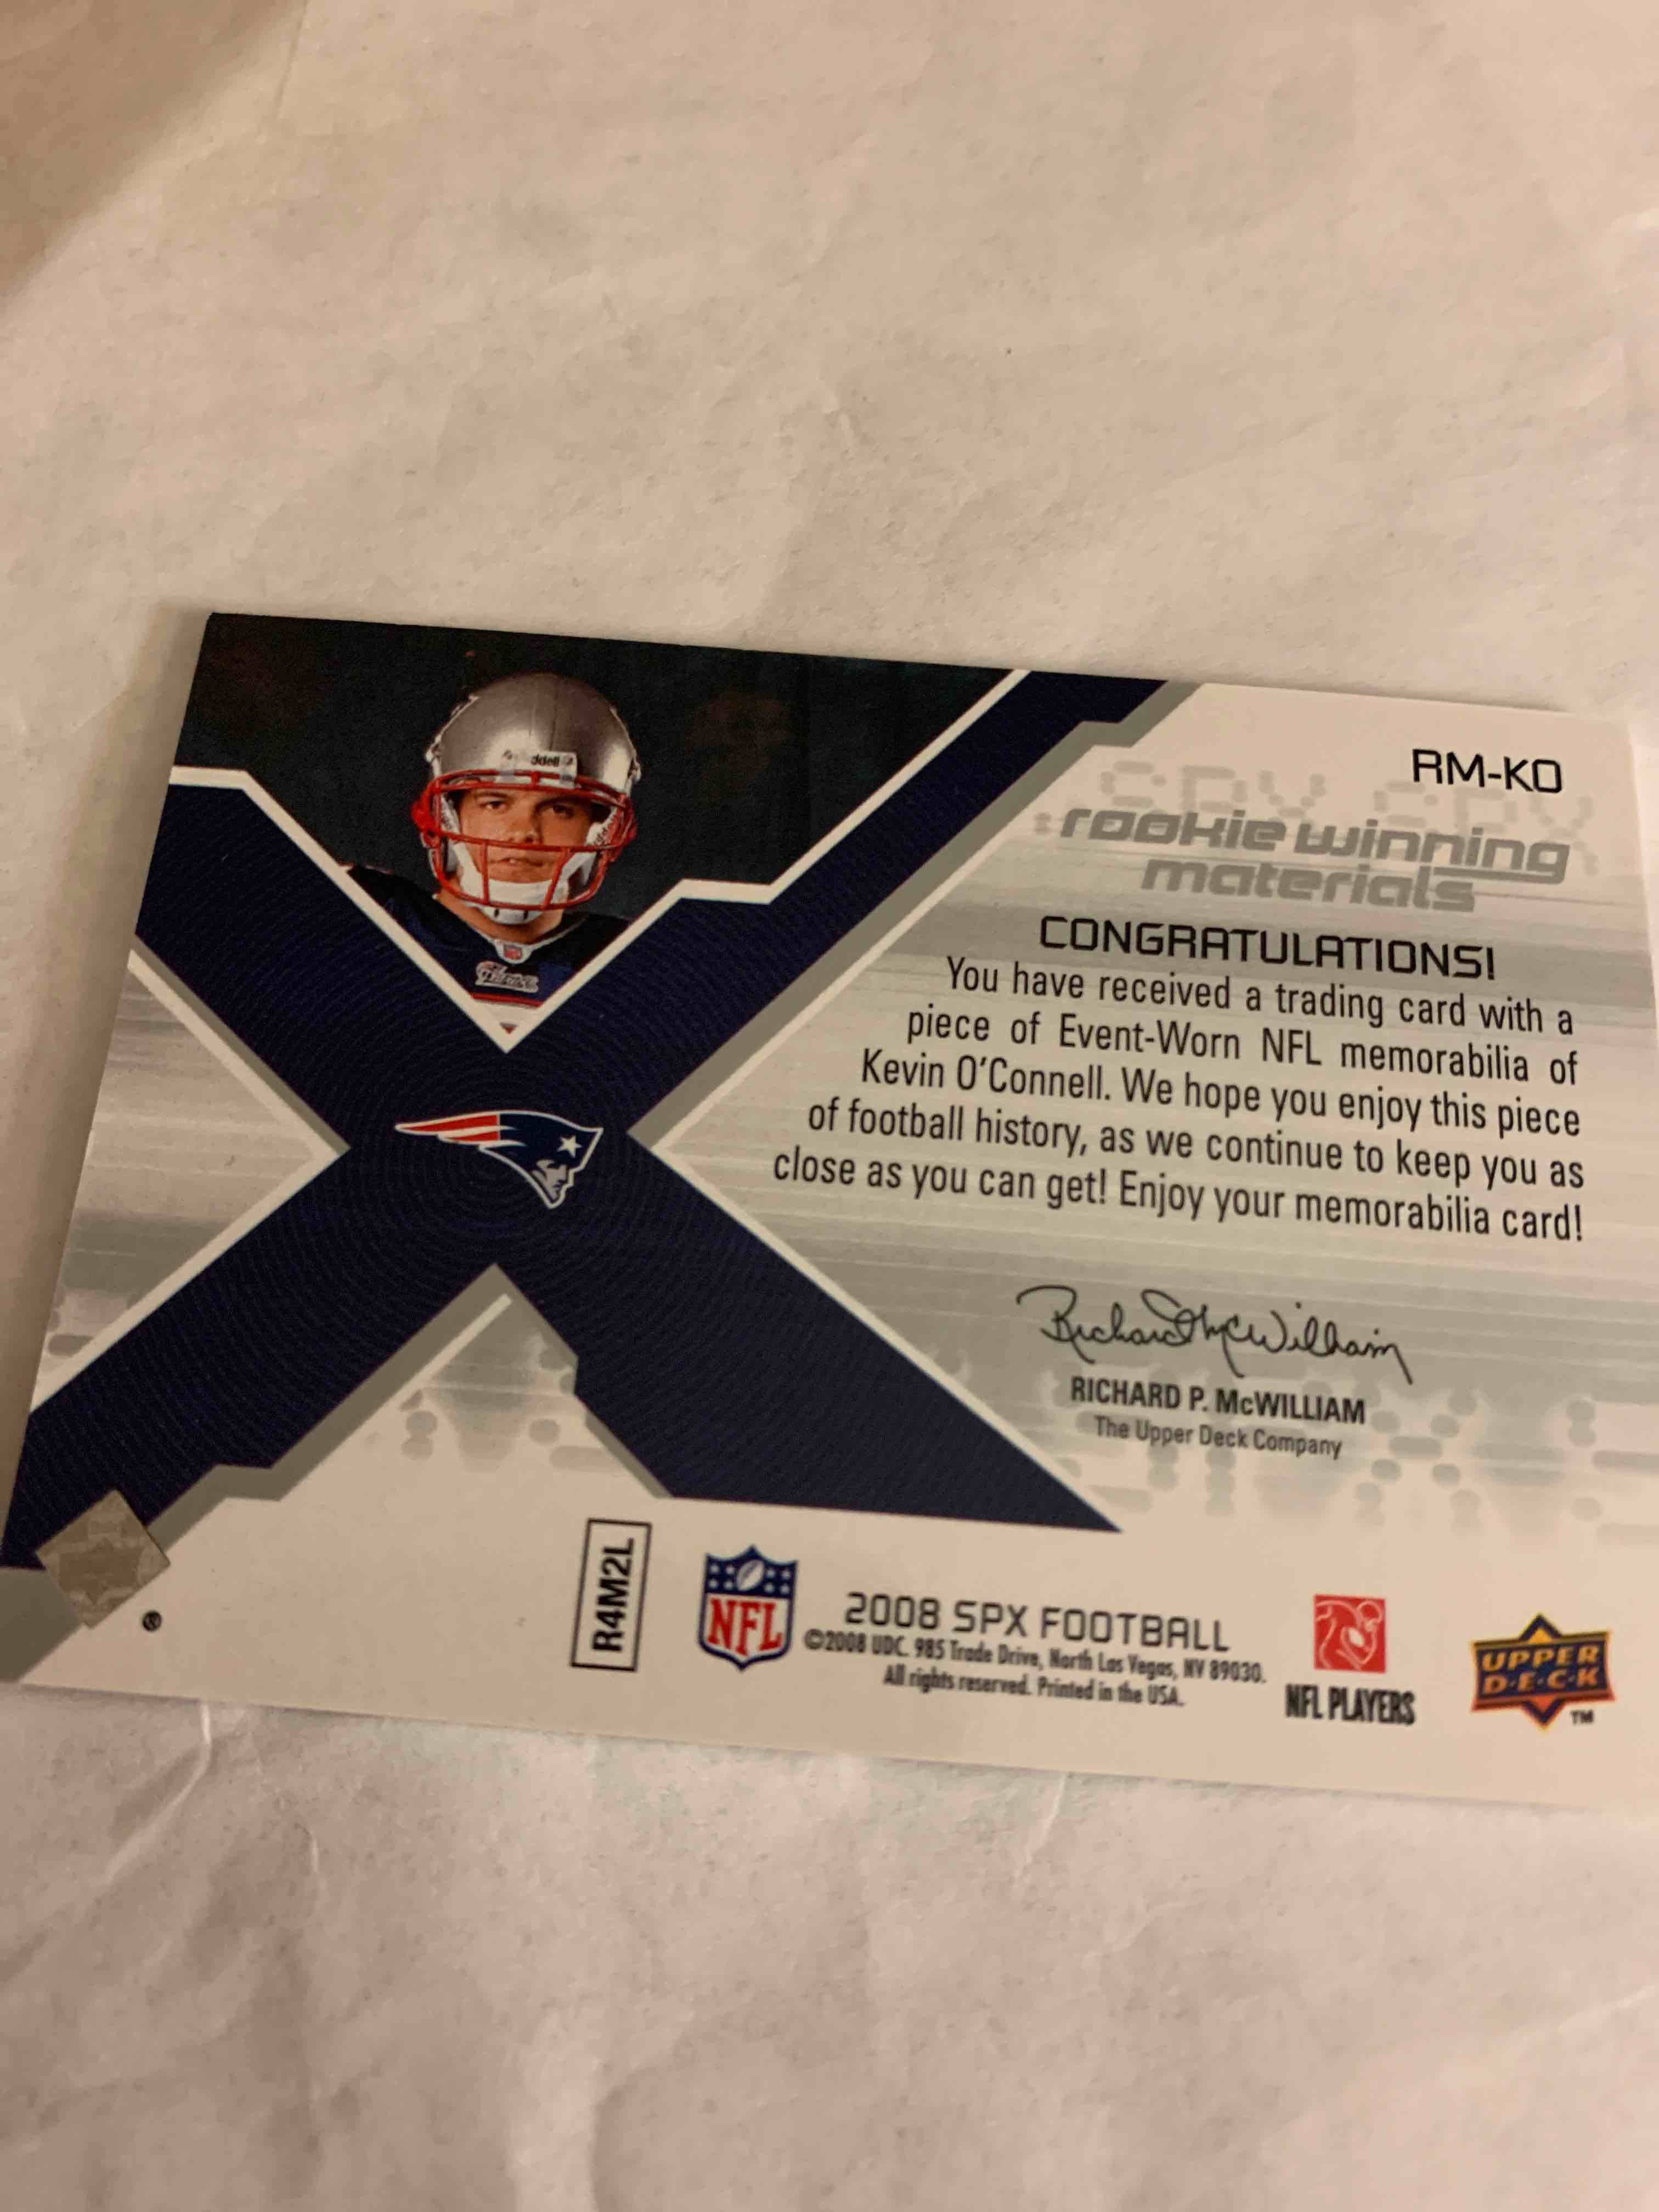 RM-KO
rookie winning
materials
CONGRATULATIONS!
You have received a trading card with a
piece of Event-Worn NFL memorabilia of
Kevin O'Connell. We hope you enjoy this piece
of football history, as we continue to keep you as
close as you can get! Enjoy your memorabilia card!
Richard McWilliam
RICHARD P. McWILLIAM
The Upper Deck Company
R4M2L
NFL
2008 SPX FOOTBALL
©2008 UDC. 985 Trade Drive, North Las Vegas, NV 89030.
All rights reserved. Printed in the USA.
NFL PLAYERS
UPPER
D·E·C·K
TM
®
Patriots